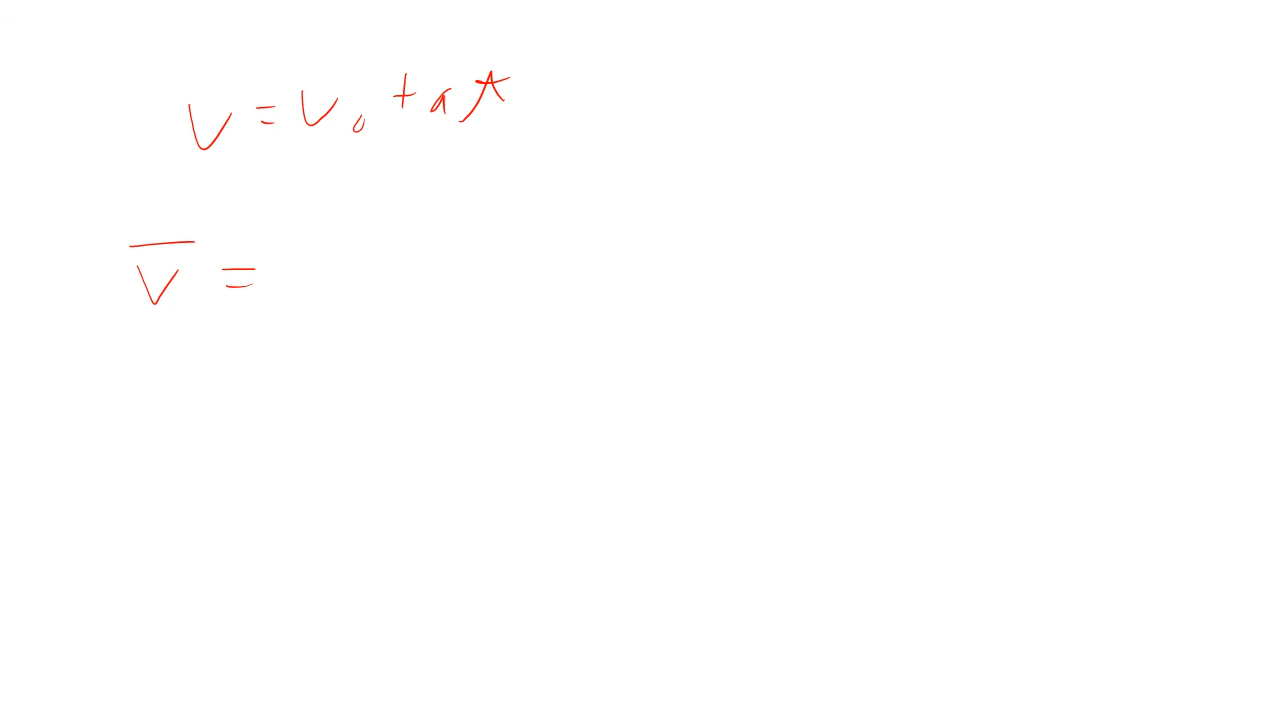 V = V₀ + at
V̅ =